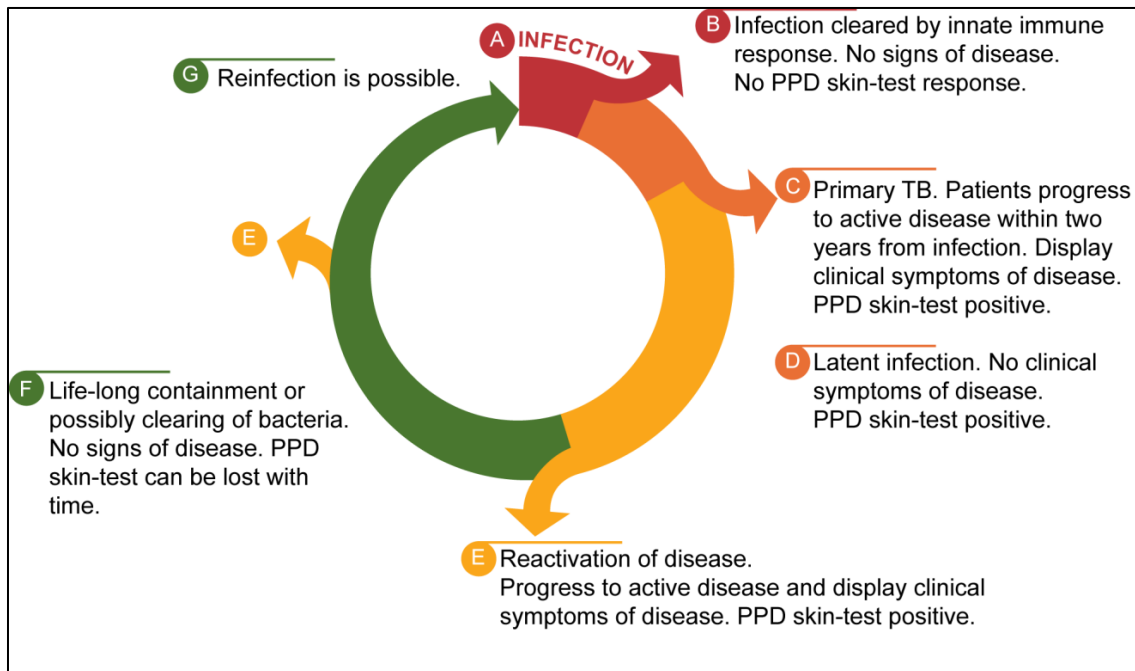 A INFECTION
B Infection cleared by innate immune
response. No signs of disease.
No PPD skin-test response.
C Primary TB. Patients progress
to active disease within two
years from infection. Display
clinical symptoms of disease.
PPD skin-test positive.
D Latent infection. No clinical
symptoms of disease.
PPD skin-test positive.
E Reactivation of disease.
Progress to active disease and display clinical
symptoms of disease. PPD skin-test positive.
F Life-long containment or
possibly clearing of bacteria.
No signs of disease. PPD
skin-test can be lost with
time.
E
G Reinfection is possible.